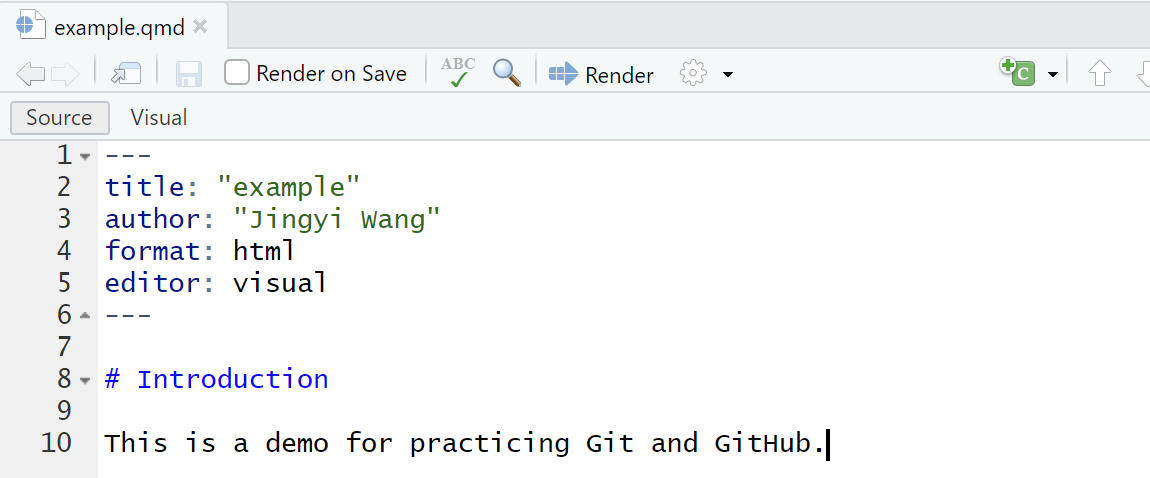 example.qmd
Render on Save ABC Render C
Source Visual
1 ---
2 title: "example"
3 author: "Jingyi Wang"
4 format: html
5 editor: visual
6 ---
7
8 # Introduction
9
10 This is a demo for practicing Git and GitHub.